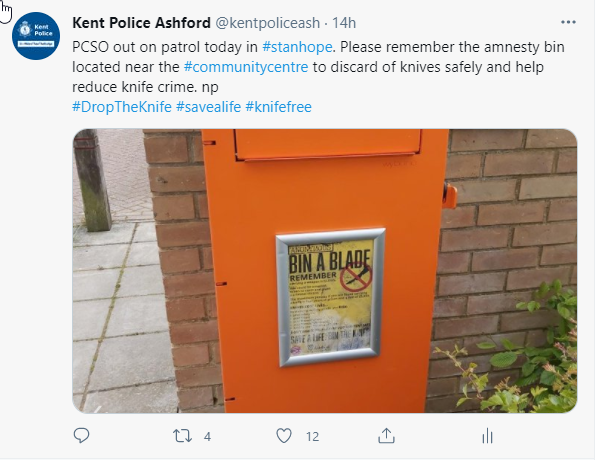 Kent Police Ashford @kentpoliceash · 14h
PCSO out on patrol today in #stanhope. Please remember the amnesty bin
located near the #communitycentre to discard of knives safely and help
reduce knife crime. np
#DropTheKnife #savealife #knifefree
Kent
Police
BIN A BLADE
REMEMBER
SAVE A LIFE
4
12